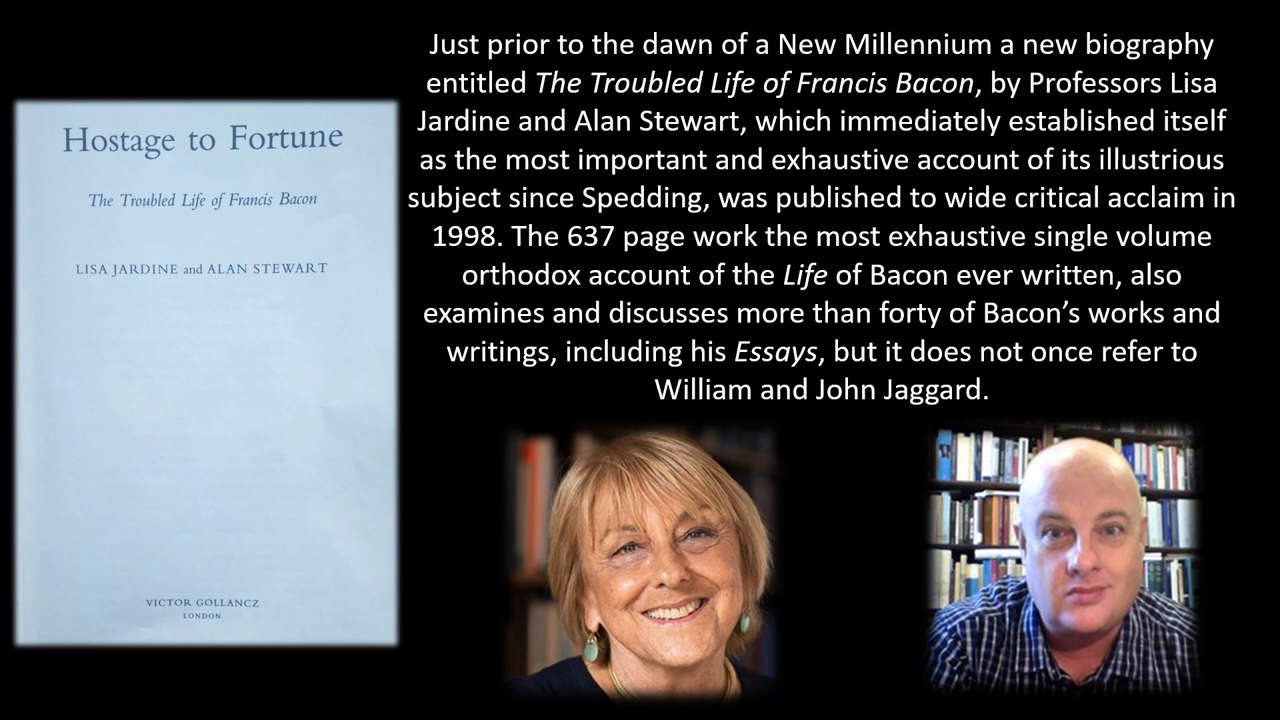 Hostage to Fortune
The Troubled Life of Francis Bacon
LISA JARDINE and ALAN STEWART
VICTOR GOLLANCZ
LONDON
Just prior to the dawn of a New Millennium a new biography
entitled The Troubled Life of Francis Bacon, by Professors Lisa
Jardine and Alan Stewart, which immediately established itself
as the most important and exhaustive account of its illustrious
subject since Spedding, was published to wide critical acclaim in
1998. The 637 page work the most exhaustive single volume
orthodox account of the Life of Bacon ever written, also
examines and discusses more than forty of Bacon’s works and
writings, including his Essays, but it does not once refer to
William and John Jaggard.